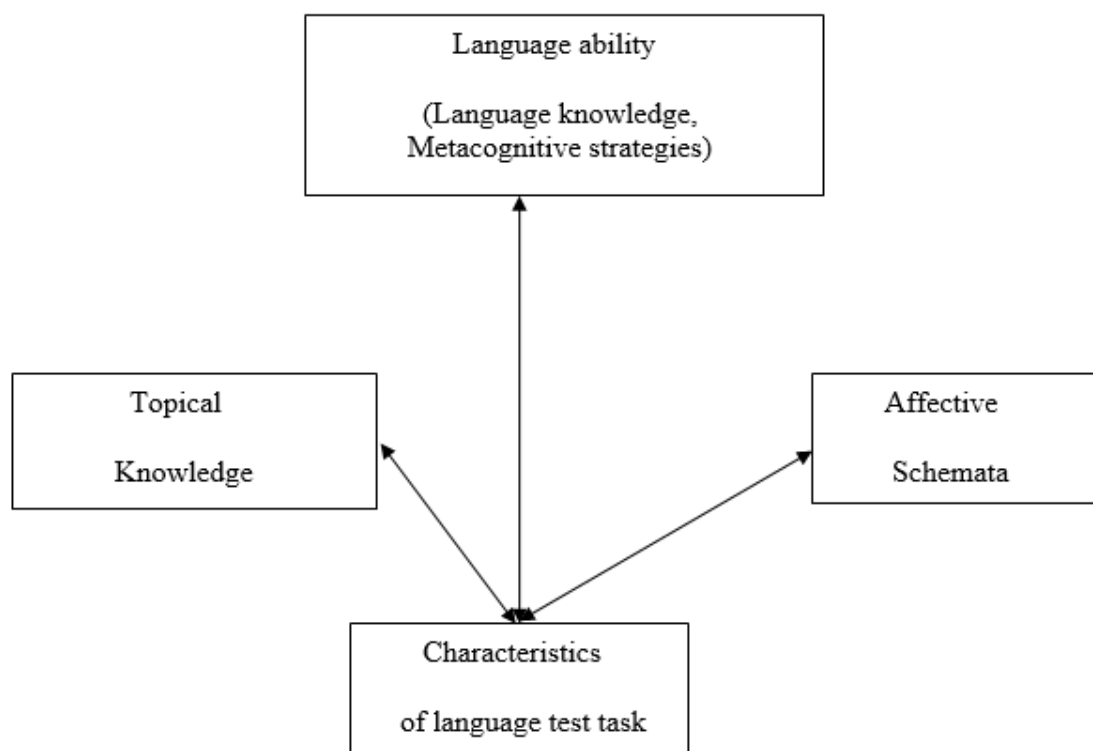 Language ability
(Language knowledge,
Metacognitive strategies)
Topical
Knowledge
Affective
Schemata
Characteristics
of language test task